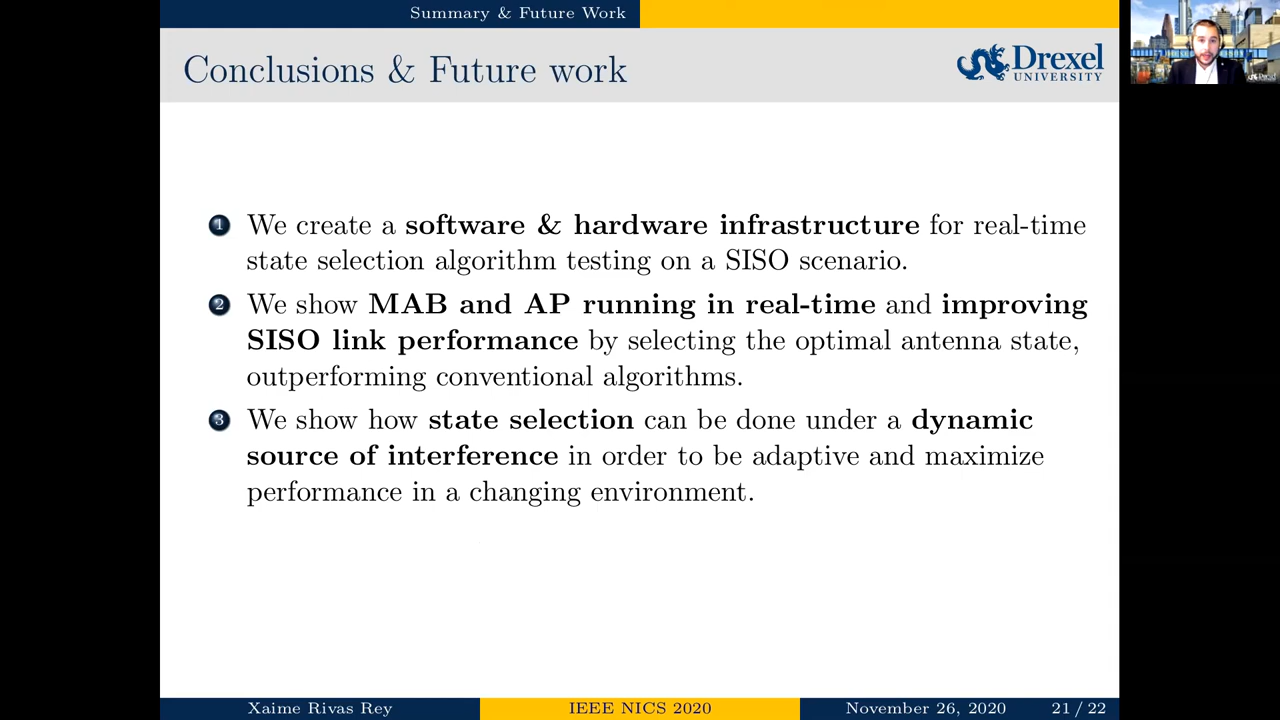 Summary & Future Work
Conclusions & Future work
Drexel
UNIVERSITY
1 We create a software & hardware infrastructure for real-time
state selection algorithm testing on a SISO scenario.
2 We show MAB and AP running in real-time and improving
SISO link performance by selecting the optimal antenna state,
outperforming conventional algorithms.
3 We show how state selection can be done under a dynamic
source of interference in order to be adaptive and maximize
performance in a changing environment.
Xaime Rivas Rey IEEE NICS 2020 November 26, 2020 21 / 22